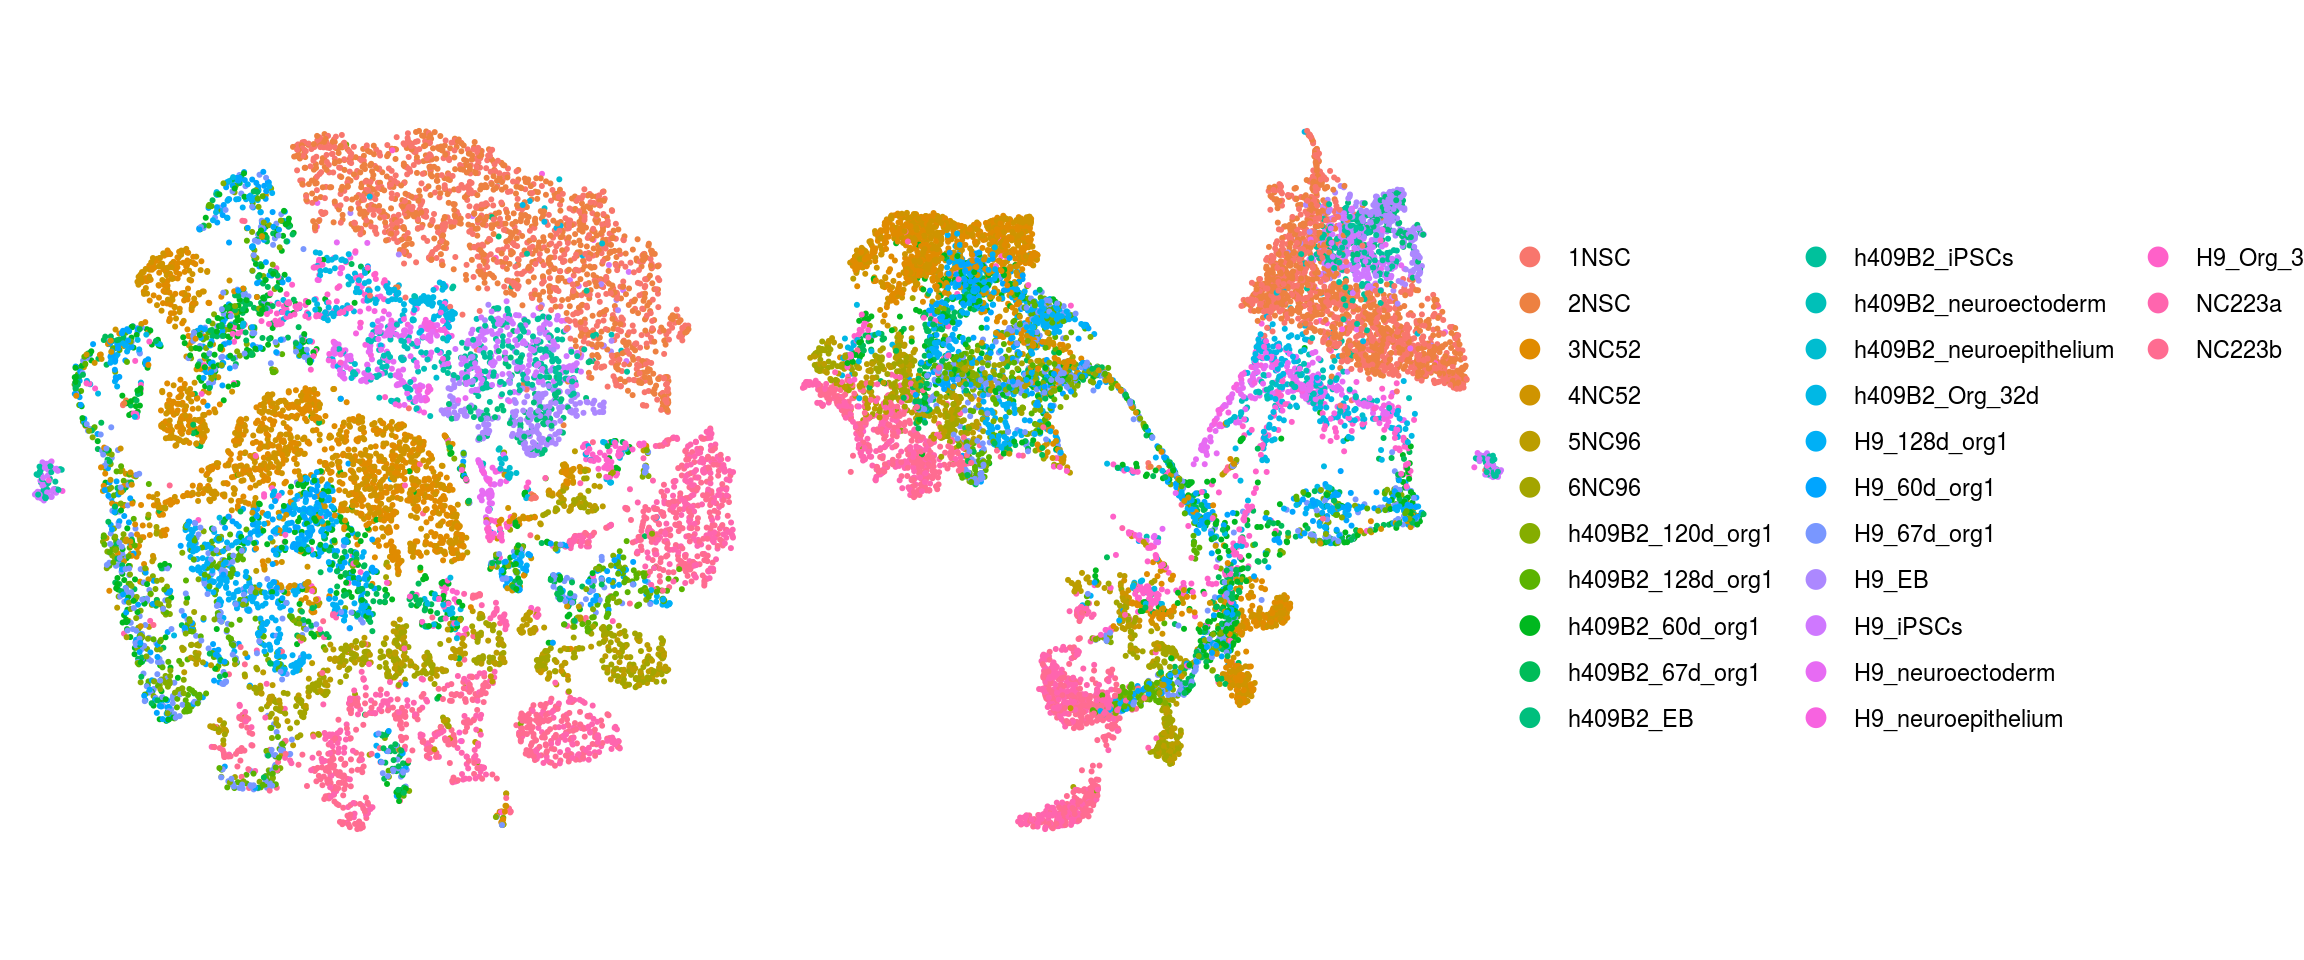 1NSC
2NSC
3NC52
4NC52
5NC96
6NC96
h409B2_120d_org1
h409B2_128d_org1
h409B2_60d_org1
h409B2_67d_org1
h409B2_EB
h409B2_iPSCs
h409B2_neuroectoderm
h409B2_neuroepithelium
h409B2_Org_32d
H9_128d_org1
H9_60d_org1
H9_67d_org1
H9_EB
H9_iPSCs
H9_neuroectoderm
H9_neuroepithelium
H9_Org_3
NC223a
NC223b